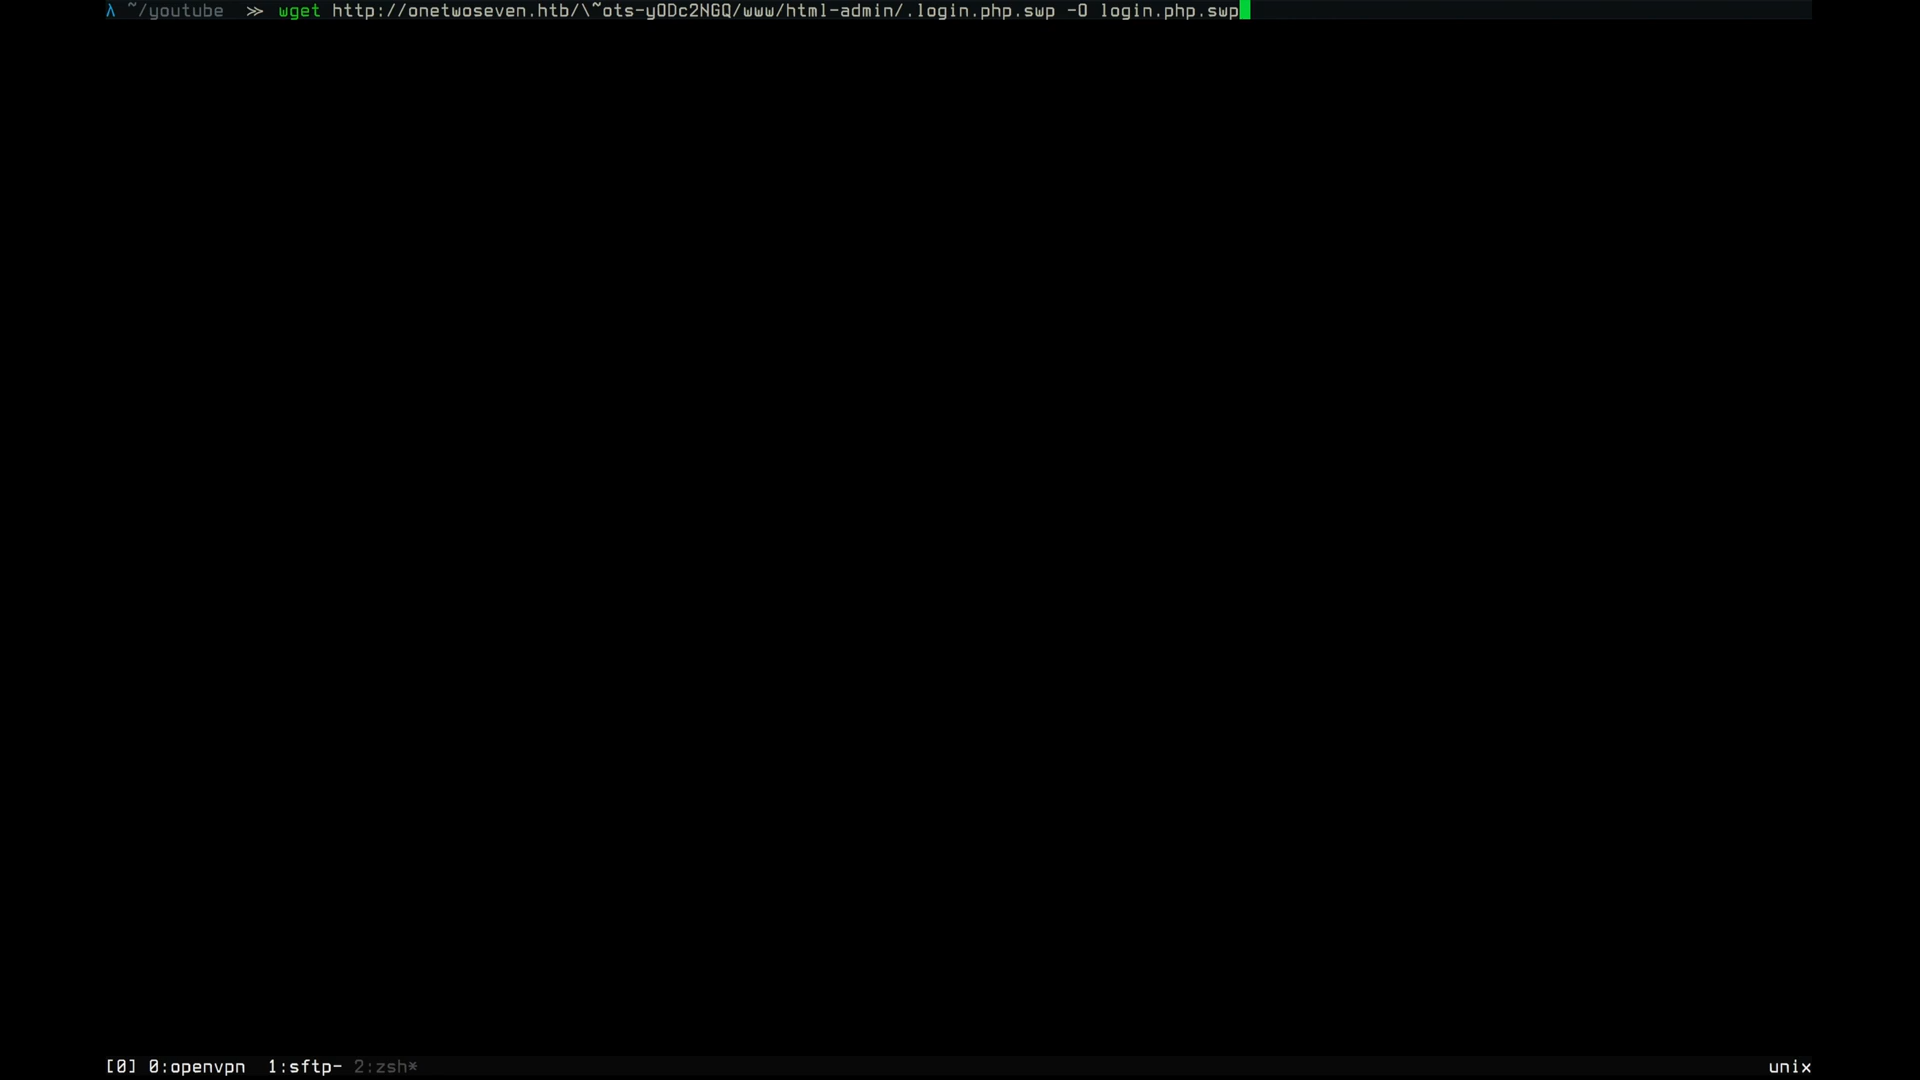 λ ~/youtube >> wget http://onetwoseven.htb/\~ots-yODc2NGQ/www/html-admin/.login.php.swp -O login.php.swp
[0] 0:openvpn 1:sftp- 2:zsh* unix